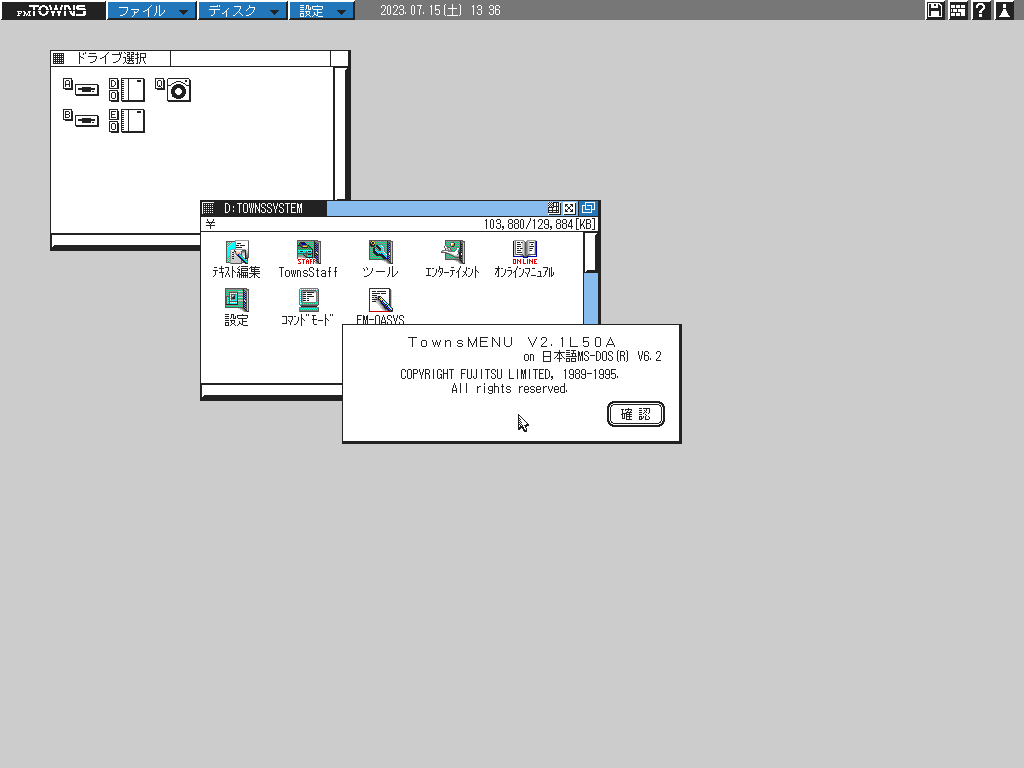 FM TOWNS ファイル ディスク 設定 2023.07.15(土) 13 36 ?
ドライブ選択
A D 0 Q
B E 0
D:TOWNSSYSTEM
¥ 103,880/129,884[KB]
テキスト編集 TownsStaff ツール エンターテイメント オンラインマニュアル
STAFF ON LINE
設定 コマンドモード FM-OASYS
TownsMENU V2.1L50A
on 日本語MS-DOS(R) V6.2
COPYRIGHT FUJITSU LIMITED, 1989-1995.
All rights reserved.
確認